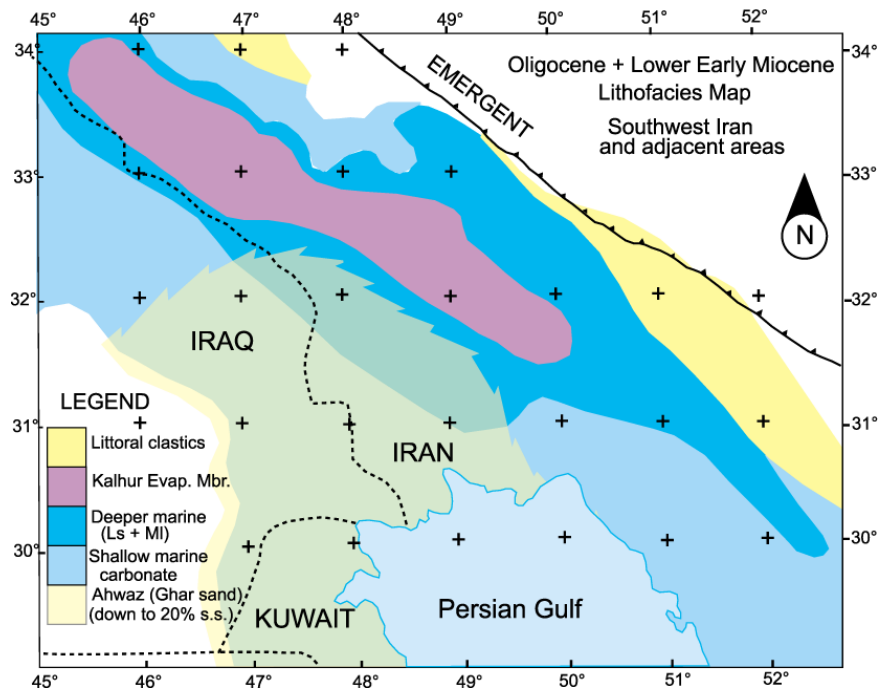 45° 46° 47° 48° 49° 50° 51° 52°
34° 34°
EMERGENT
Oligocene + Lower Early Miocene
Lithofacies Map
Southwest Iran
and adjacent areas
33° 33°
N
32° 32°
IRAQ
LEGEND
31° 31°
Littoral clastics
IRAN
Kalhur Evap. Mbr.
Deeper marine
(Ls + Ml)
30° 30°
Shallow marine
carbonate
Ahwaz (Ghar sand)
(down to 20% s.s.)
KUWAIT
Persian Gulf
45° 46° 47° 48° 49° 50° 51° 52°